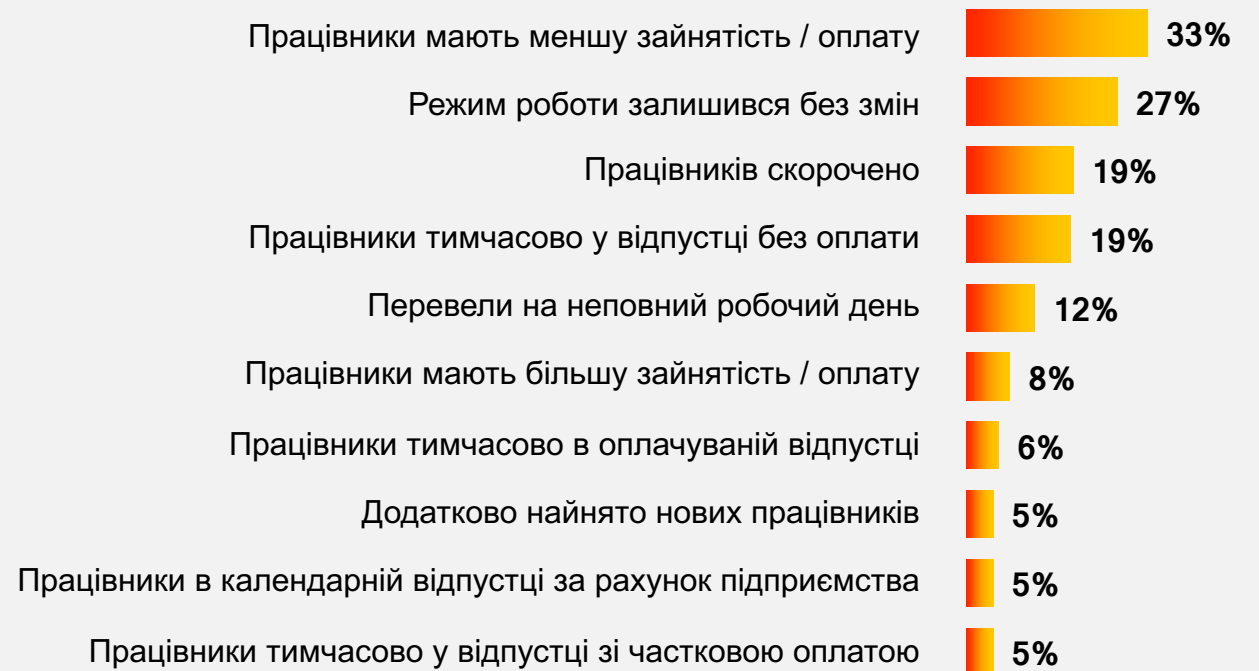 Працівники мають меншу зайнятість / оплату 33%
Режим роботи залишився без змін 27%
Працівників скорочено 19%
Працівники тимчасово у відпустці без оплати 19%
Перевели на неповний робочий день 12%
Працівники мають більшу зайнятість / оплату 8%
Працівники тимчасово в оплачуваній відпустці 6%
Додатково найнято нових працівників 5%
Працівники в календарній відпустці за рахунок підприємства 5%
Працівники тимчасово у відпустці зі частковою оплатою 5%